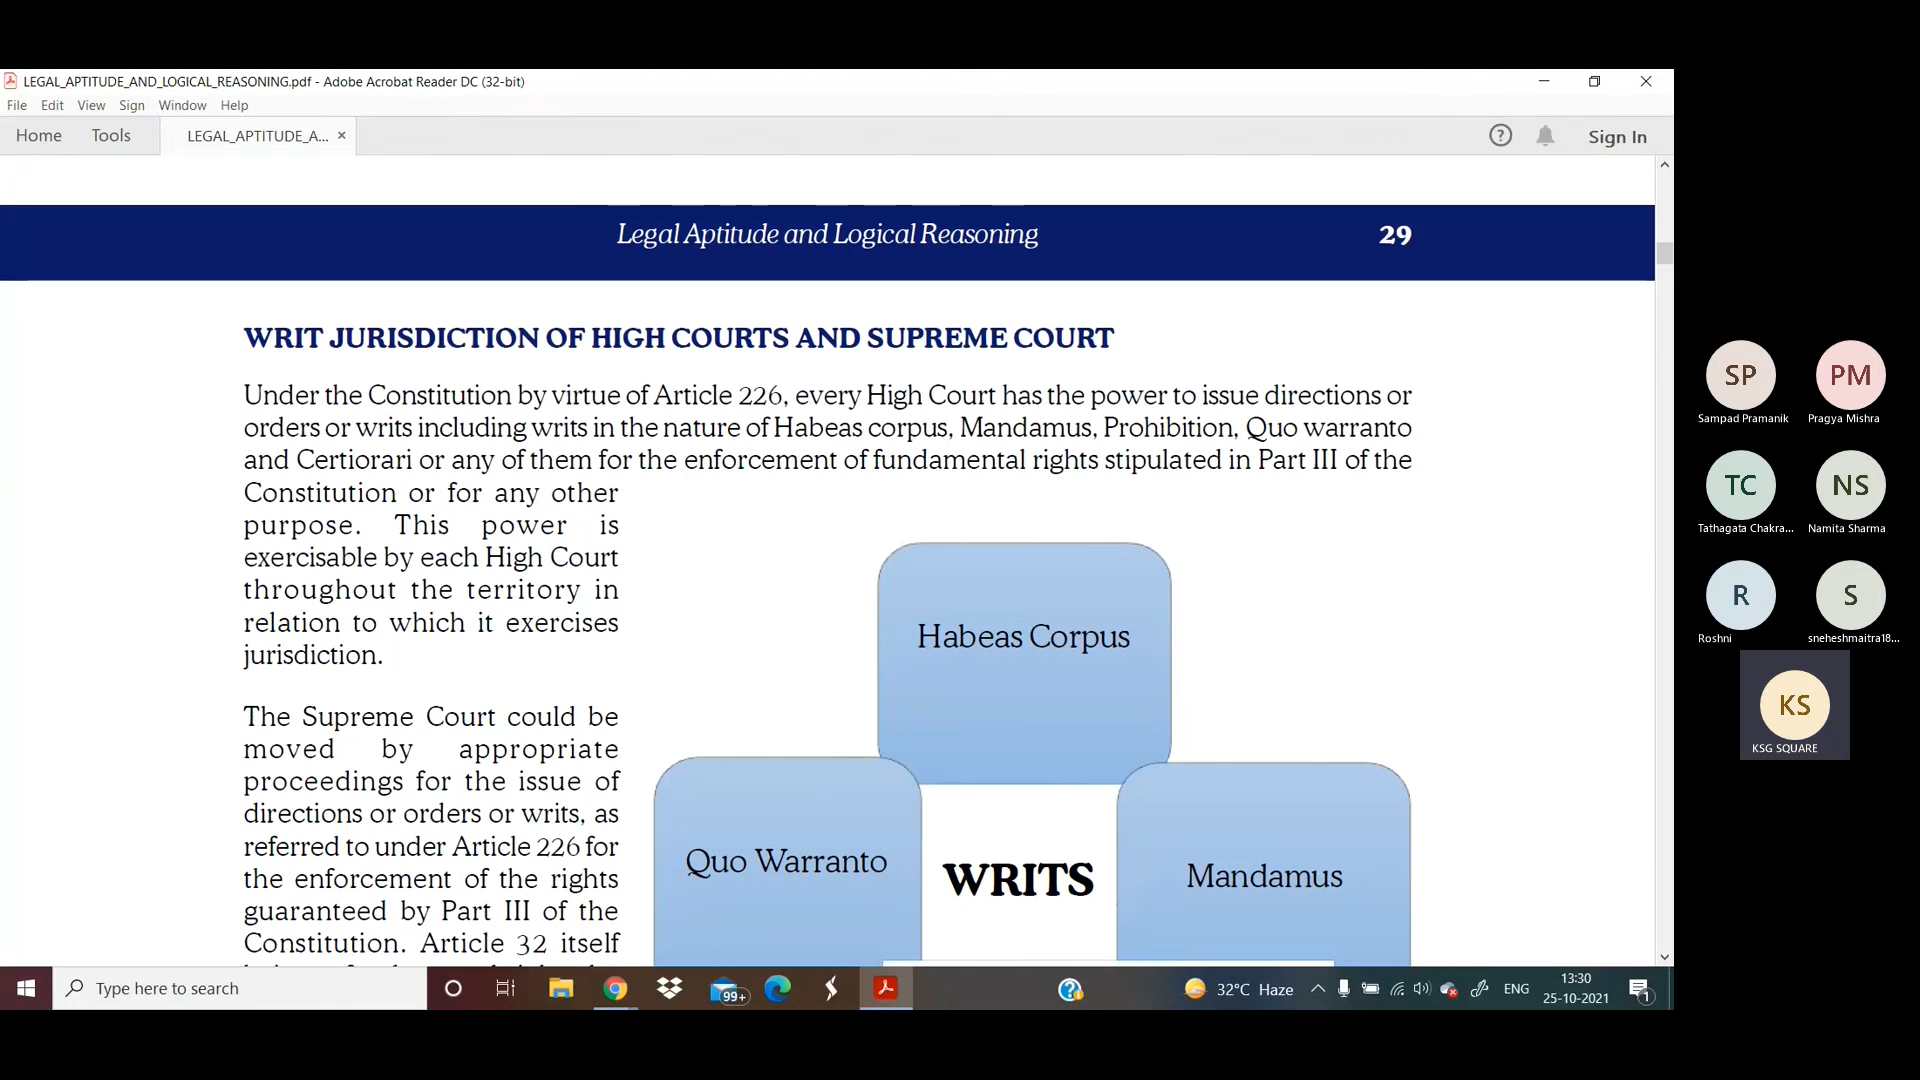 LEGAL_APTITUDE_AND_LOGICAL_REASONING.pdf - Adobe Acrobat Reader DC (32-bit)
File Edit View Sign Window Help
Home Tools LEGAL_APTITUDE_A... × Sign In
Legal Aptitude and Logical Reasoning 29
WRIT JURISDICTION OF HIGH COURTS AND SUPREME COURT
Under the Constitution by virtue of Article 226, every High Court has the power to issue directions or
orders or writs including writs in the nature of Habeas corpus, Mandamus, Prohibition, Quo warranto
and Certiorari or any of them for the enforcement of fundamental rights stipulated in Part III of the
Constitution or for any other
purpose. This power is
exercisable by each High Court
throughout the territory in
relation to which it exercises
jurisdiction.
The Supreme Court could be
moved by appropriate
proceedings for the issue of
directions or orders or writs, as
referred to under Article 226 for
the enforcement of the rights
guaranteed by Part III of the
Constitution. Article 32 itself
Habeas Corpus
Quo Warranto
WRITS
Mandamus
SP PM
Sampad Pramanik Pragya Mishra
TC NS
Tathagata Chakra... Namita Sharma
R S
Roshni sneheshmaitra18...
KS
KSG SQUARE
Type here to search
99+
32°C Haze
ENG
13:30
25-10-2021
1